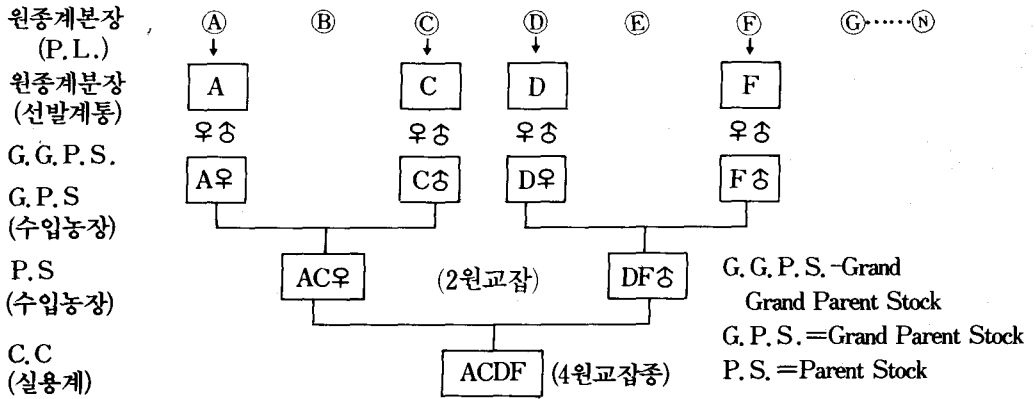 원종계본장 Ⓐ Ⓑ Ⓒ Ⓓ Ⓔ Ⓕ Ⓖ……Ⓝ
(P.L.)
원종계분장 A C D F
(선발계통)
♀♂ ♀♂ ♀♂ ♀♂
G.G.P.S.
A♀ C♂ D♀ F♂
G.P.S
(수입농장)
P.S AC♀ (2원교잡) DF♂ G.G.P.S.-Grand
(수입농장) Grand Parent Stock
G.P.S.=Grand Parent Stock
C.C ACDF (4원교잡종) P.S.=Parent Stock
(실용계)